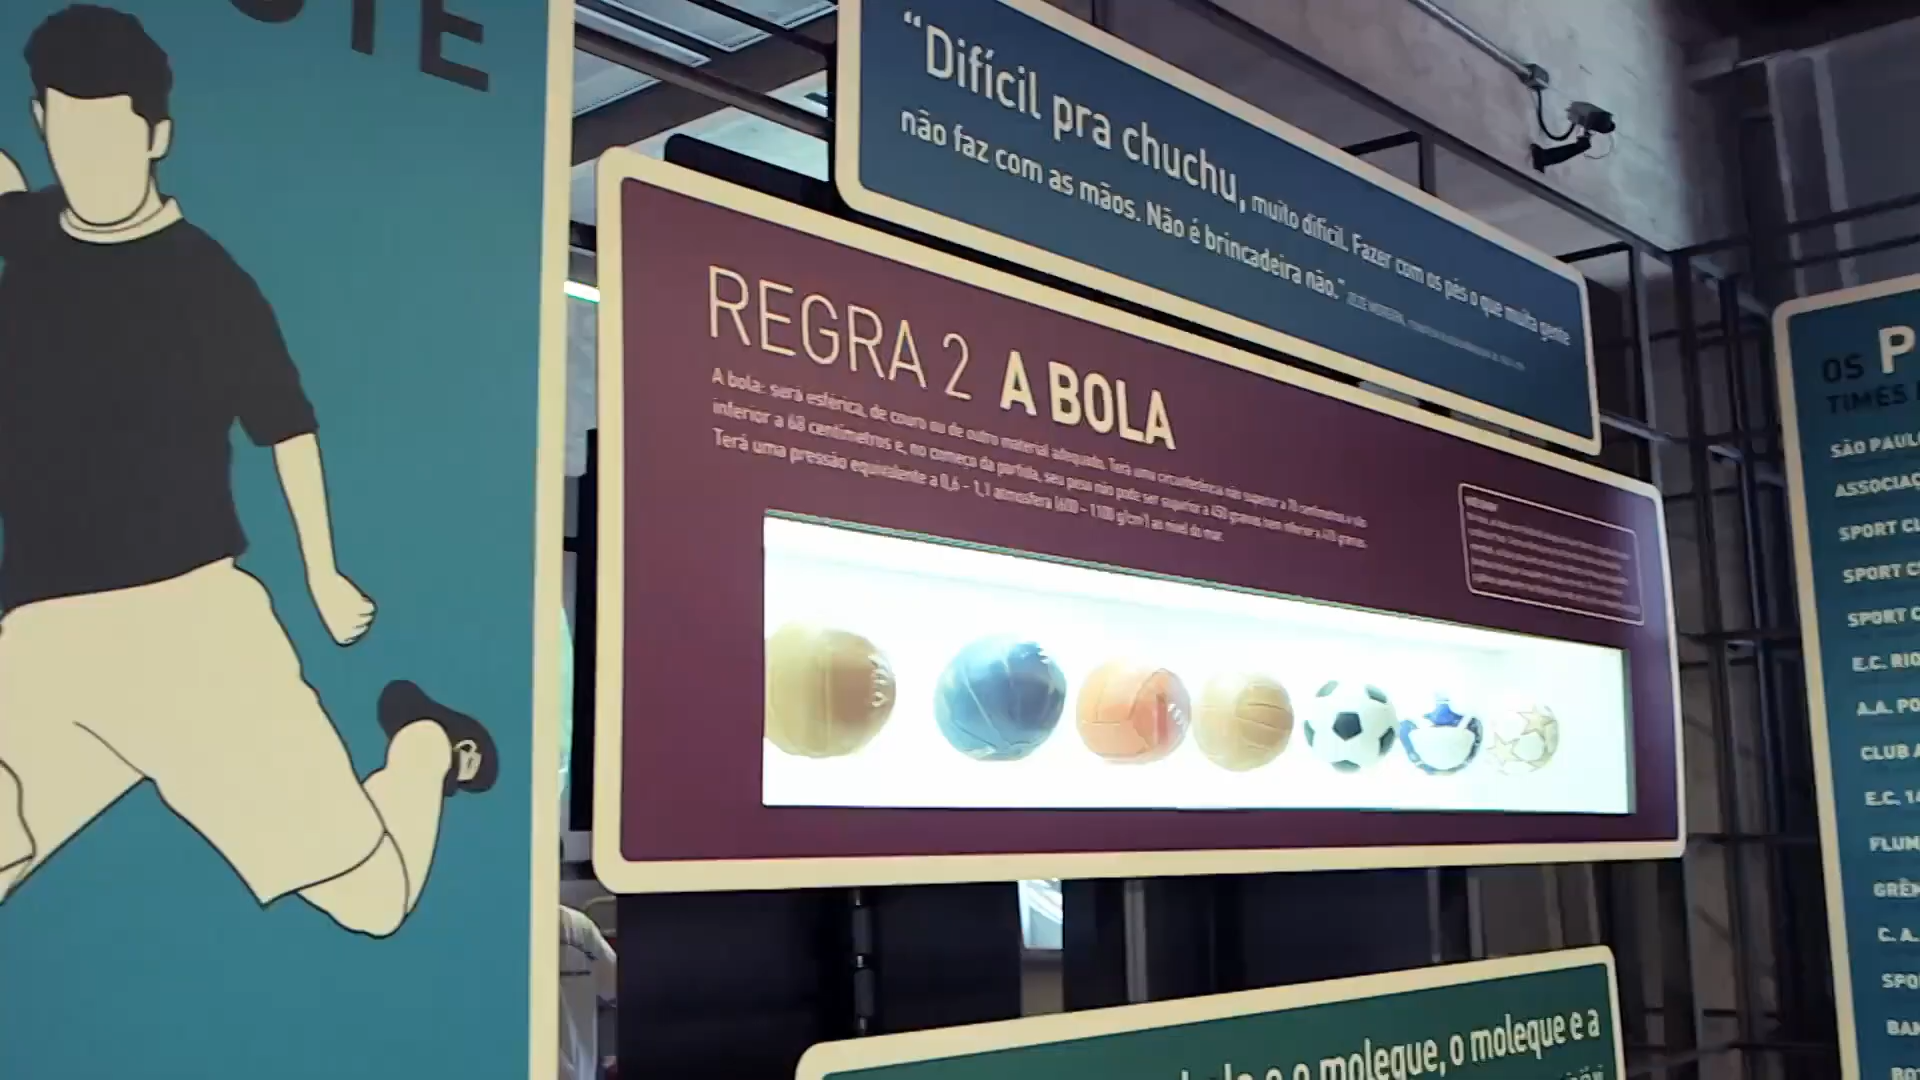 “Difícil pra chuchu, muito difícil. Fazer com os pés o que muita gente
não faz com as mãos. Não é brincadeira não.”
REGRA 2 A BOLA
A bola: será esférica, de couro ou de outro material adequado. Terá uma circunferência não superior a 70 centímetros e não
inferior a 68 centímetros e, no começo da partida, seu peso não pode ser superior a 450 gramas nem inferior a 410 gramas.
Terá uma pressão equivalente a 0,6 - 1,1 atmosfera (600 - 1100 g/cm²) ao nível do mar.
o moleque, o moleque e a
OS P
TIMES
SÃO PAUL
ASSOCIAÇ
SPORT CL
SPORT C
SPORT C
E.C. RIO
A.A. PO
CLUB A
E.C. 14
FLUM
GRÊM
C. A.
SPO
BAN
BOT